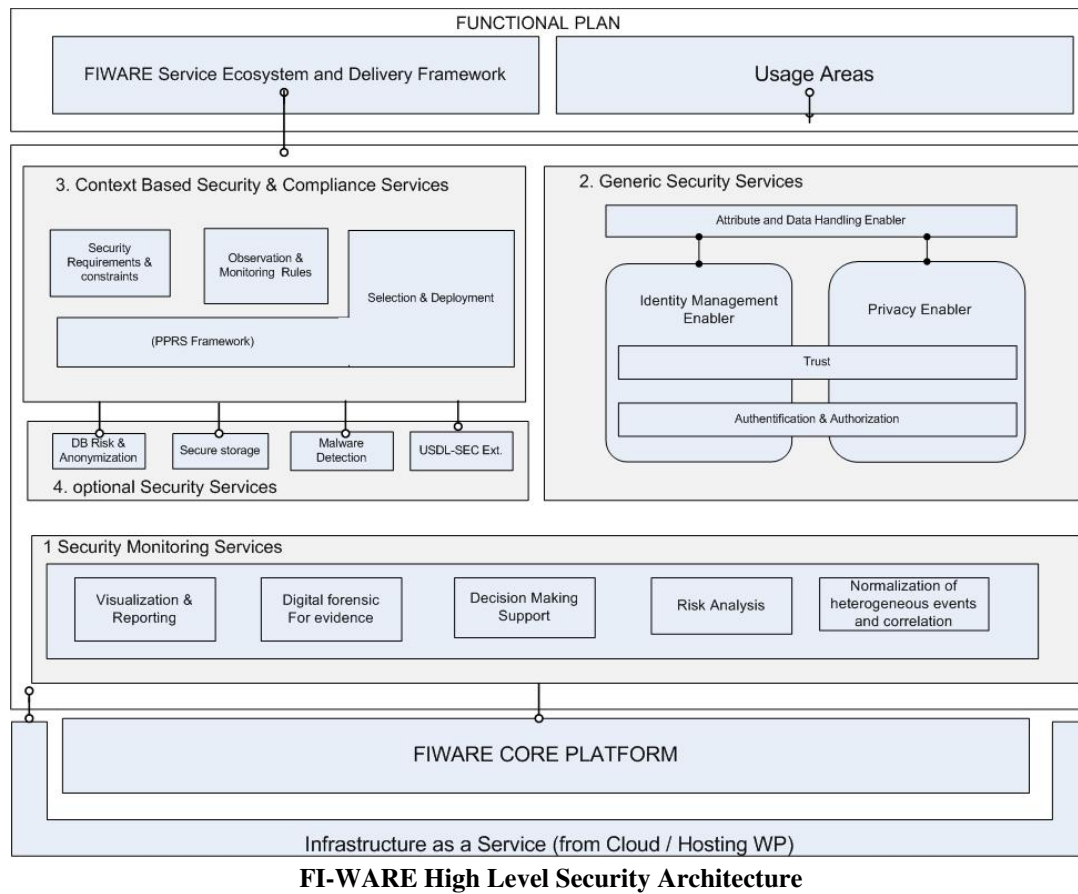 FUNCTIONAL PLAN
FIWARE Service Ecosystem and Delivery Framework
Usage Areas
3. Context Based Security & Compliance Services
Security
Requirements &
constraints
Observation &
Monitoring Rules
Selection & Deployment
(PPRS Framework)
2. Generic Security Services
Attribute and Data Handling Enabler
Identity Management
Enabler
Privacy Enabler
Trust
Authentification & Authorization
DB Risk &
Anonymization
Secure storage
Malware
Detection
USDL-SEC Ext.
4. optional Security Services
1 Security Monitoring Services
Visualization &
Reporting
Digital forensic
For evidence
Decision Making
Support
Risk Analysis
Normalization of
heterogeneous events
and correlation
FIWARE CORE PLATFORM
Infrastructure as a Service (from Cloud / Hosting WP)
FI-WARE High Level Security Architecture